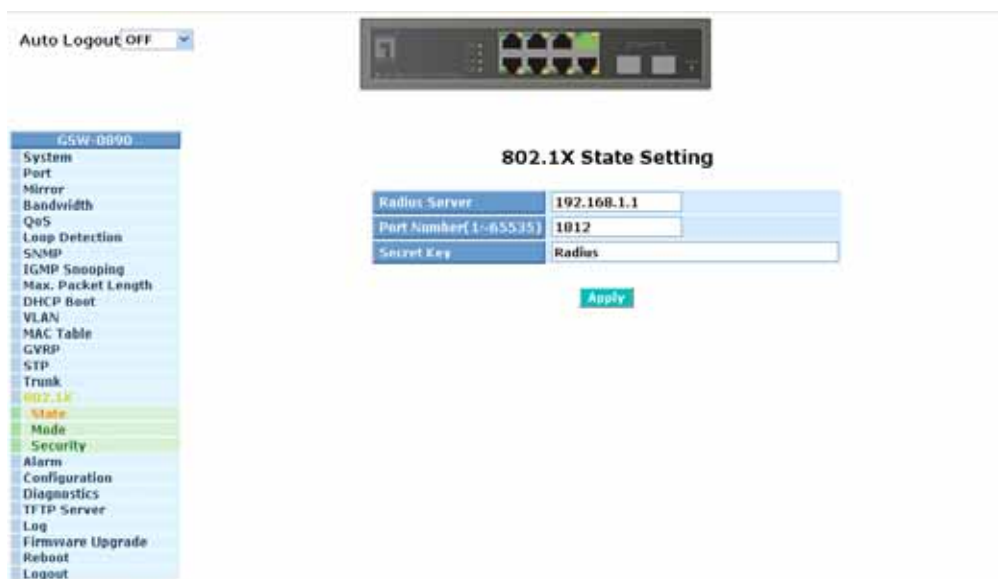 Auto Logout OFF
GSW-0890
System
Port
Mirror
Bandwidth
QoS
Loop Detection
SNMP
IGMP Snooping
Max. Packet Length
DHCP Boot
VLAN
MAC Table
GVRP
STP
Trunk
802.1X
State
Mode
Security
Alarm
Configuration
Diagnostics
TFTP Server
Log
Firmware Upgrade
Reboot
Logout
802.1X State Setting
Radius Server 192.168.1.1
Port Number(1~65535) 1812
Secret Key Radius
Apply